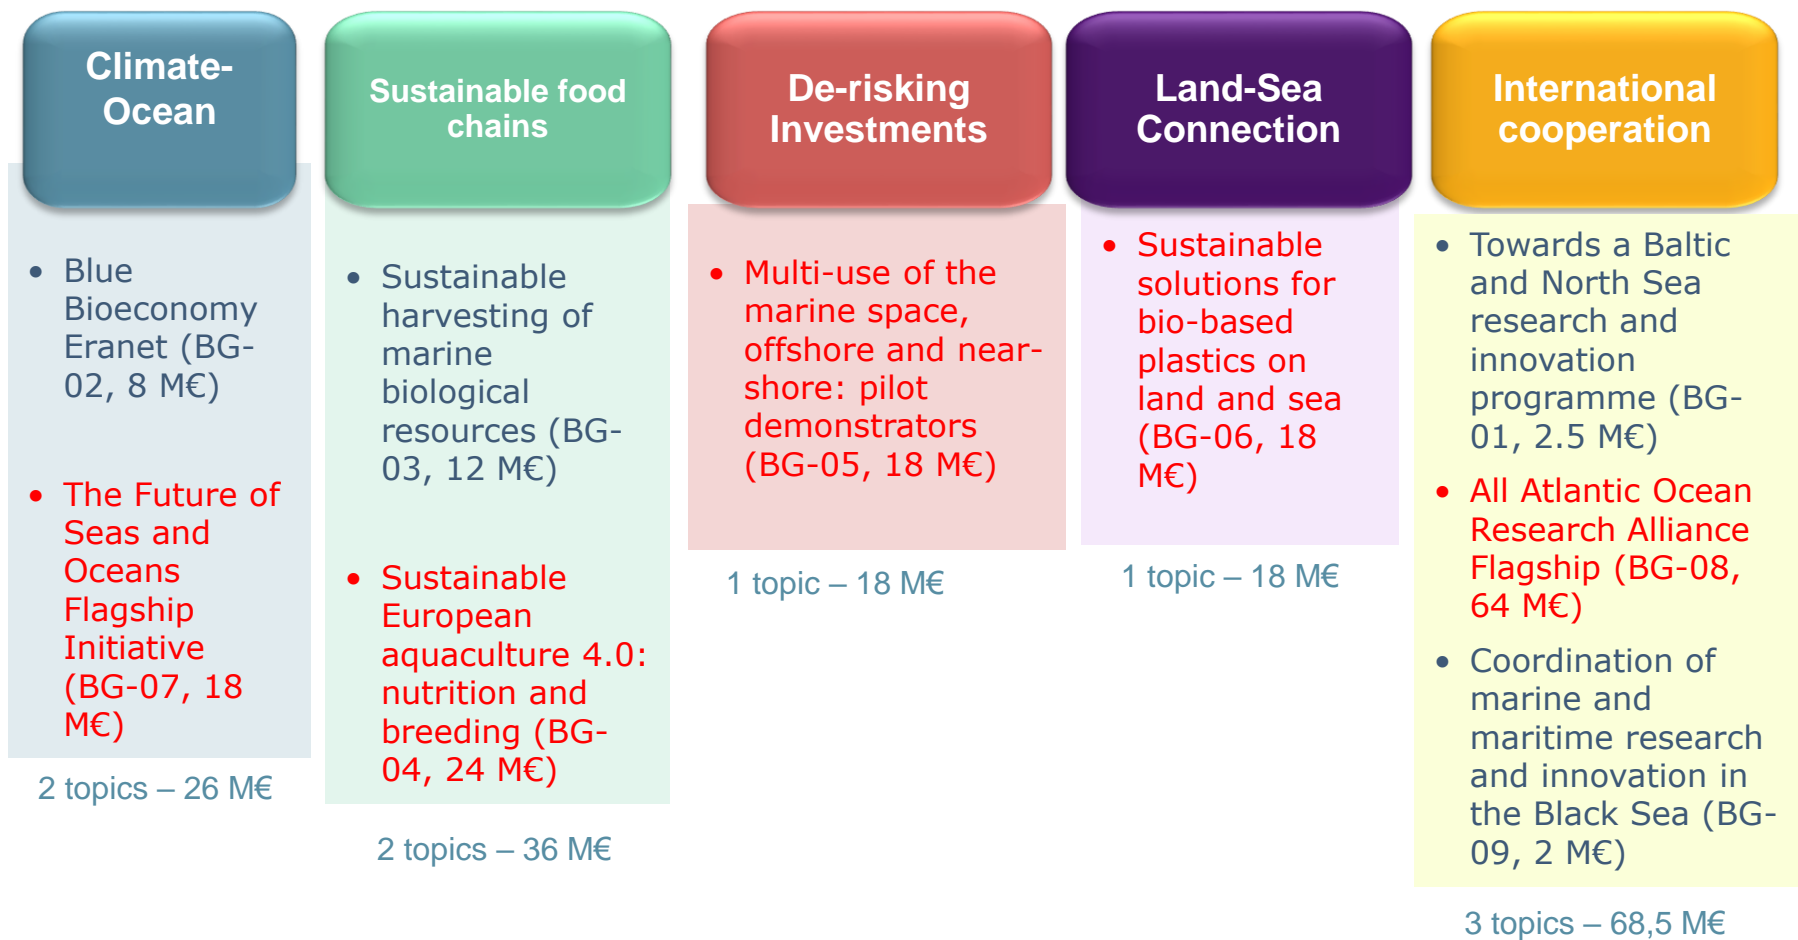 Climate-
Ocean
• Blue
Bioeconomy
Eranet (BG-
02, 8 M€)
• The Future of
Seas and
Oceans
Flagship
Initiative
(BG-07, 18
M€)
2 topics – 26 M€
Sustainable food
chains
• Sustainable
harvesting of
marine
biological
resources (BG-
03, 12 M€)
• Sustainable
European
aquaculture 4.0:
nutrition and
breeding (BG-
04, 24 M€)
2 topics – 36 M€
De-risking
Investments
• Multi-use of the
marine space,
offshore and near-
shore: pilot
demonstrators
(BG-05, 18 M€)
1 topic – 18 M€
Land-Sea
Connection
• Sustainable
solutions for
bio-based
plastics on
land and sea
(BG-06, 18
M€)
1 topic – 18 M€
International
cooperation
• Towards a Baltic
and North Sea
research and
innovation
programme (BG-
01, 2.5 M€)
• All Atlantic Ocean
Research Alliance
Flagship (BG-08,
64 M€)
• Coordination of
marine and
maritime research
and innovation in
the Black Sea (BG-
09, 2 M€)
3 topics – 68,5 M€